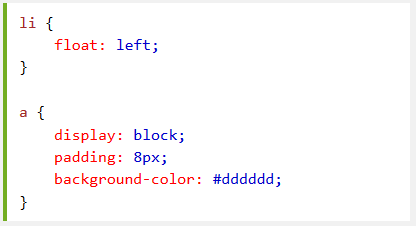 li {
    float: left;
}

a {
    display: block;
    padding: 8px;
    background-color: #dddddd;
}